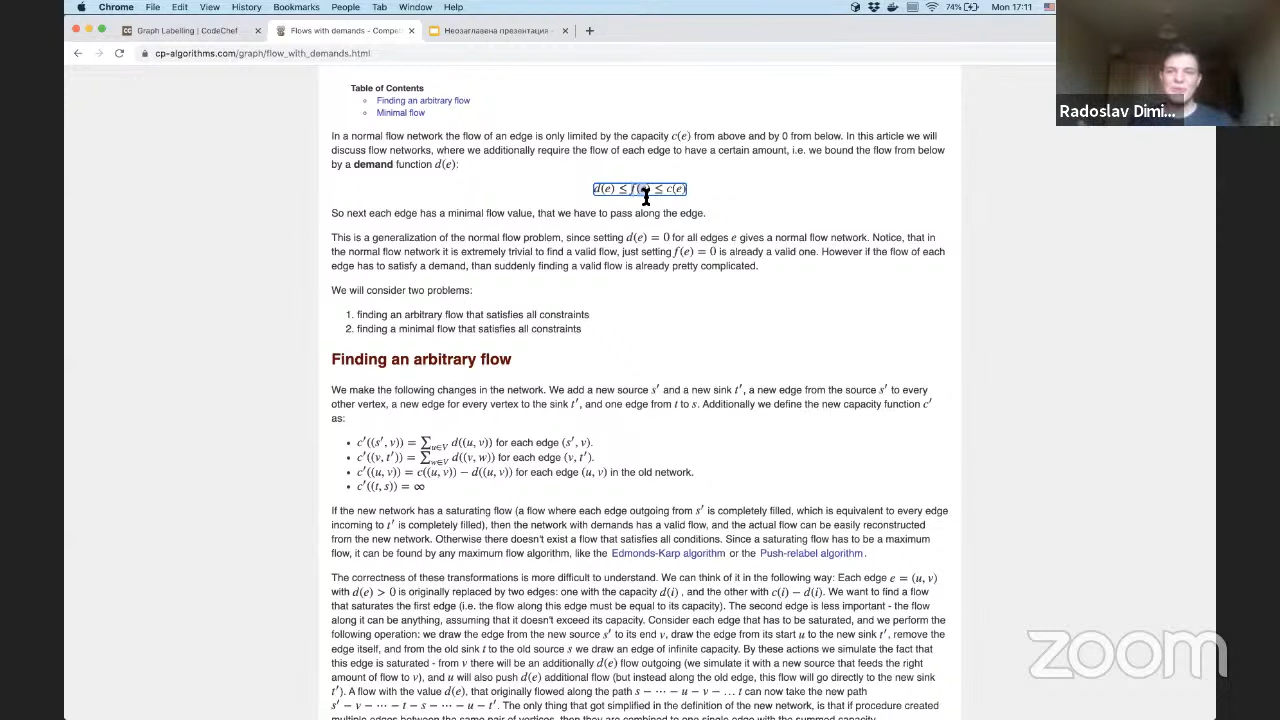 Chrome File Edit View History Bookmarks People Tab Window Help 74% Mon 17:11
Graph Labelling | CodeChef Flows with demands - Compet Неозаглавена презентация -
cp-algorithms.com/graph/flow_with_demands.html
Radoslav Dimi...
Table of Contents
Finding an arbitrary flow
Minimal flow
In a normal flow network the flow of an edge is only limited by the capacity c(e) from above and by 0 from below. In this article we will
discuss flow networks, where we additionally require the flow of each edge to have a certain amount, i.e. we bound the flow from below
by a demand function d(e):
d(e) ≤ f(e) ≤ c(e)
So next each edge has a minimal flow value, that we have to pass along the edge.
This is a generalization of the normal flow problem, since setting d(e) = 0 for all edges e gives a normal flow network. Notice, that in
the normal flow network it is extremely trivial to find a valid flow, just setting f(e) = 0 is already a valid one. However if the flow of each
edge has to satisfy a demand, than suddenly finding a valid flow is already pretty complicated.
We will consider two problems:
1. finding an arbitrary flow that satisfies all constraints
2. finding a minimal flow that satisfies all constraints
Finding an arbitrary flow
We make the following changes in the network. We add a new source s′ and a new sink t′, a new edge from the source s′ to every
other vertex, a new edge for every vertex to the sink t′, and one edge from t to s. Additionally we define the new capacity function c′
as:
• c′((s′, v)) = ∑u∈V d((u, v)) for each edge (s′, v).
• c′((v, t′)) = ∑w∈V d((v, w)) for each edge (v, t′).
• c′((u, v)) = c((u, v)) − d((u, v)) for each edge (u, v) in the old network.
• c′((t, s)) = ∞
If the new network has a saturating flow (a flow where each edge outgoing from s′ is completely filled, which is equivalent to every edge
incoming to t′ is completely filled), then the network with demands has a valid flow, and the actual flow can be easily reconstructed
from the new network. Otherwise there doesn't exist a flow that satisfies all conditions. Since a saturating flow has to be a maximum
flow, it can be found by any maximum flow algorithm, like the Edmonds-Karp algorithm or the Push-relabel algorithm.
The correctness of these transformations is more difficult to understand. We can think of it in the following way: Each edge e = (u, v)
with d(e) > 0 is originally replaced by two edges: one with the capacity d(i) , and the other with c(i) − d(i). We want to find a flow
that saturates the first edge (i.e. the flow along this edge must be equal to its capacity). The second edge is less important - the flow
along it can be anything, assuming that it doesn't exceed its capacity. Consider each edge that has to be saturated, and we perform the
following operation: we draw the edge from the new source s′ to its end v, draw the edge from its start u to the new sink t′, remove the
edge itself, and from the old sink t to the old source s we draw an edge of infinite capacity. By these actions we simulate the fact that
this edge is saturated - from v there will be an additionally d(e) flow outgoing (we simulate it with a new source that feeds the right
amount of flow to v), and u will also push d(e) additional flow (but instead along the old edge, this flow will go directly to the new sink
t′). A flow with the value d(e), that originally flowed along the path s − ⋯ − u − v − … t can now take the new path
s′ − v − ⋯ − t − s − ⋯ − u − t′. The only thing that got simplified in the definition of the new network, is that if procedure created
multiple edges between the same pair of vertices, then they are combined to one single edge with the summed capacity.
zoom